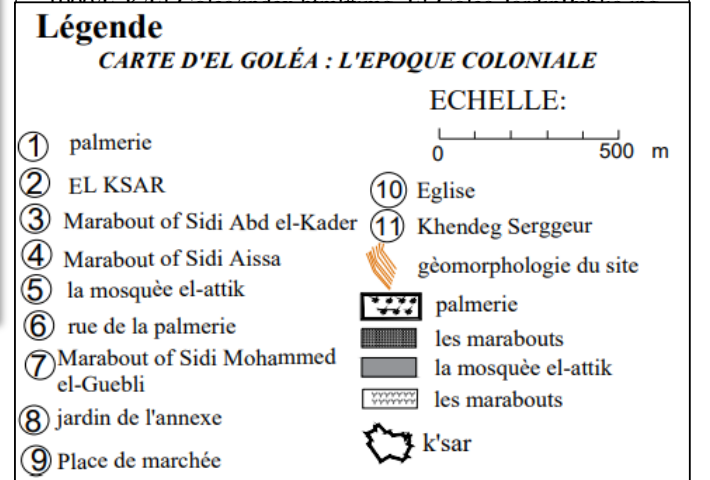 Légende
CARTE D'EL GOLÉA : L'EPOQUE COLONIALE
ECHELLE:
0 500 m
1 palmerie
2 EL KSAR
3 Marabout of Sidi Abd el-Kader
4 Marabout of Sidi Aissa
5 la mosquèe el-attik
6 rue de la palmerie
7 Marabout of Sidi Mohammed
el-Guebli
8 jardin de l'annexe
9 Place de marchée
10 Eglise
11 Khendeg Serggeur
gèomorphologie du site
palmerie
les marabouts
la mosquèe el-attik
les marabouts
k'sar